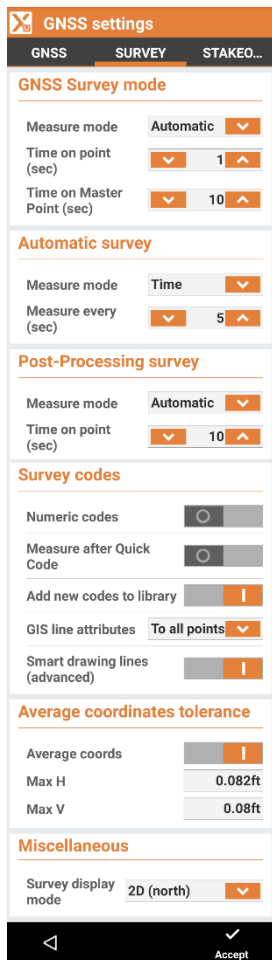 GNSS settings
GNSS SURVEY STAKEO...
GNSS Survey mode
Measure mode Automatic
Time on point
(sec) 1
Time on Master
Point (sec) 10
Automatic survey
Measure mode Time
Measure every
(sec) 5
Post-Processing survey
Measure mode Automatic
Time on point
(sec) 10
Survey codes
Numeric codes
Measure after Quick
Code
Add new codes to library
GIS line attributes To all points
Smart drawing lines
(advanced)
Average coordinates tolerance
Average coords
Max H 0.082ft
Max V 0.08ft
Miscellaneous
Survey display
mode 2D (north)
Accept